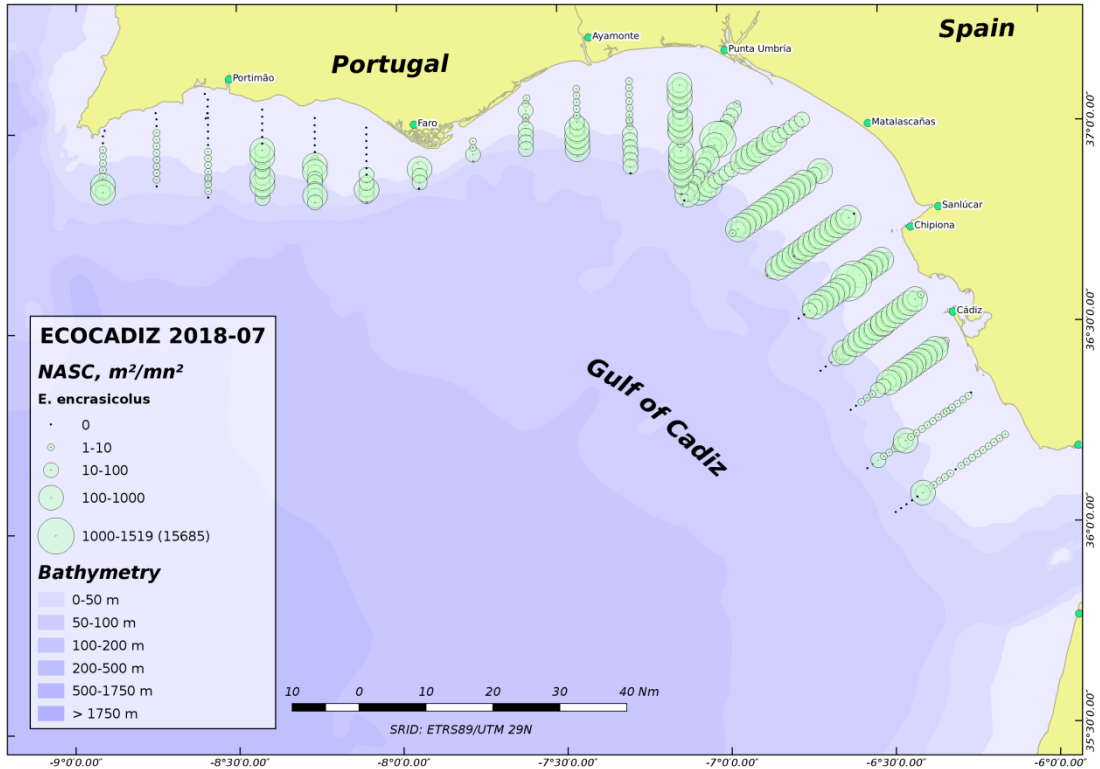 Spain
Ayamonte
Punta Umbría
Portugal
Portimão
Faro
Matalascañas
Sanlúcar
Chipiona
Cádiz
Gulf of Cadiz
ECOCADIZ 2018-07
NASC, m²/mn²
E. encrasicolus
0
1-10
10-100
100-1000
1000-1519 (15685)
Bathymetry
0-50 m
50-100 m
100-200 m
200-500 m
500-1750 m
> 1750 m
10 0 10 20 30 40 Nm
SRID: ETRS89/UTM 29N
37°0'0.00"
36°30'0.00"
36°0'0.00"
35°30'0.00"
-9°0'0.00" -8°30'0.00" -8°0'0.00" -7°30'0.00" -7°0'0.00" -6°30'0.00" -6°0'0.00"